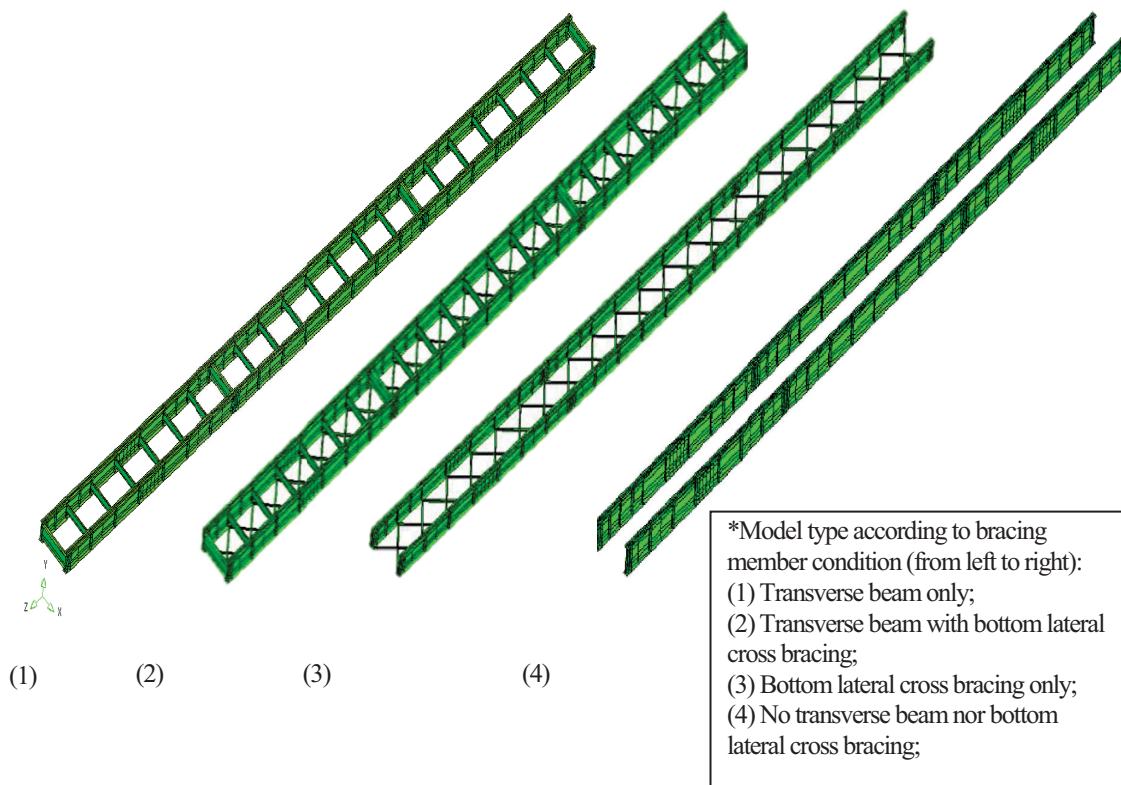 Y
Z
X
(1)
(2)
(3)
(4)
*Model type according to bracing
member condition (from left to right):
(1) Transverse beam only;
(2) Transverse beam with bottom lateral
cross bracing;
(3) Bottom lateral cross bracing only;
(4) No transverse beam nor bottom
lateral cross bracing;